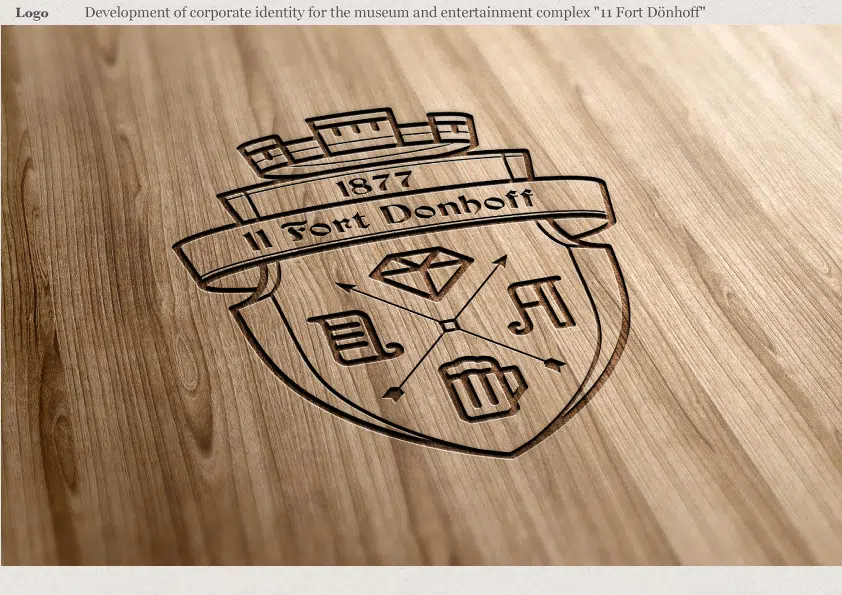 Logo
Development of corporate identity for the museum and entertainment complex "11 Fort Dönhoff"
1877
11 Fort Donhoff